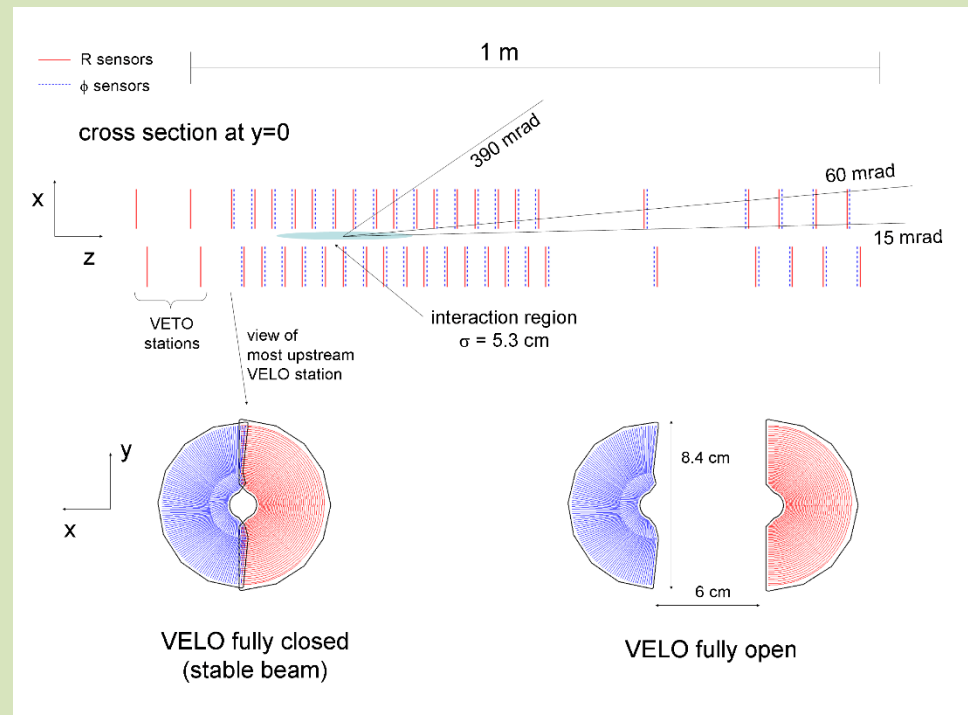 1 m
R sensors
ϕ sensors
cross section at y=0
390 mrad
60 mrad
15 mrad
x
z
VETO
stations
view of
most upstream
VELO station
interaction region
σ = 5.3 cm
y
x
8.4 cm
6 cm
VELO fully closed
(stable beam)
VELO fully open